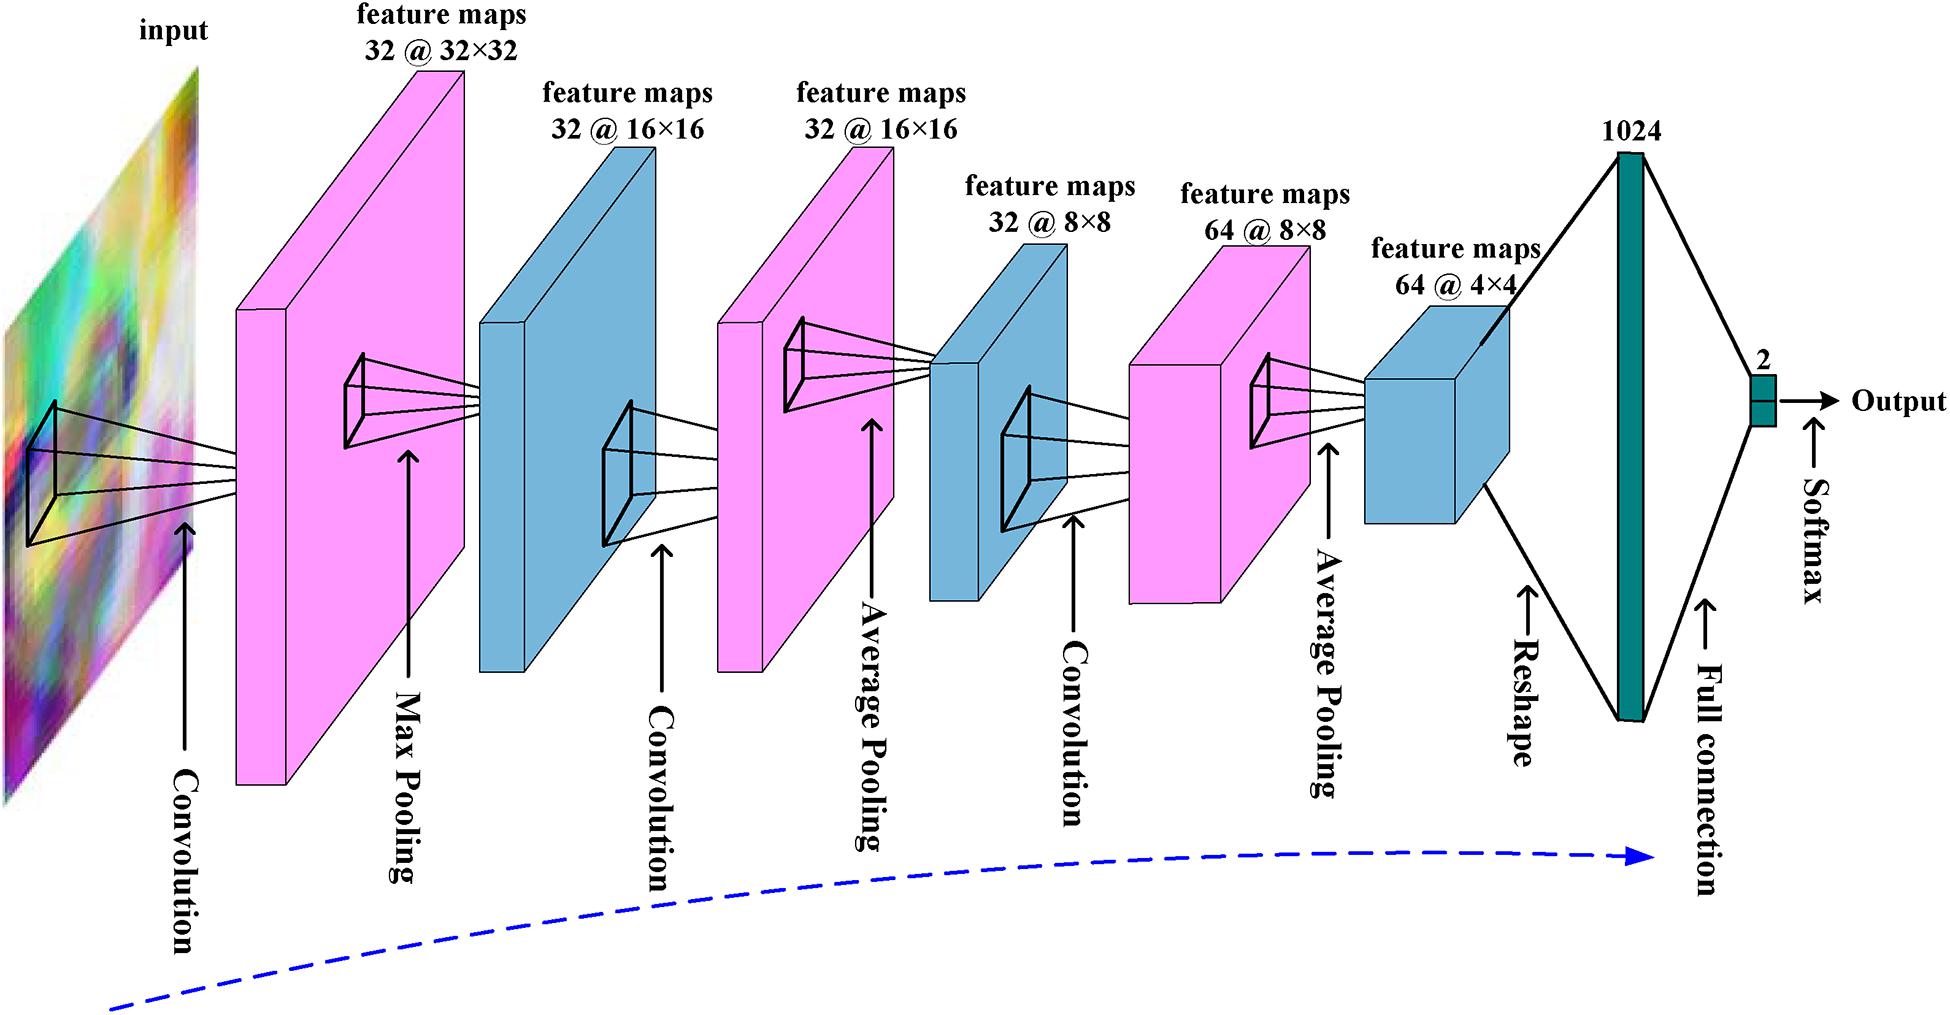 input
feature maps
32 @ 32×32
feature maps
32 @ 16×16
feature maps
32 @ 16×16
feature maps
32 @ 8×8
feature maps
64 @ 8×8
feature maps
64 @ 4×4
1024
2
Output
Convolution
Max Pooling
Convolution
Average Pooling
Convolution
Average Pooling
Reshape
Full connection
Softmax